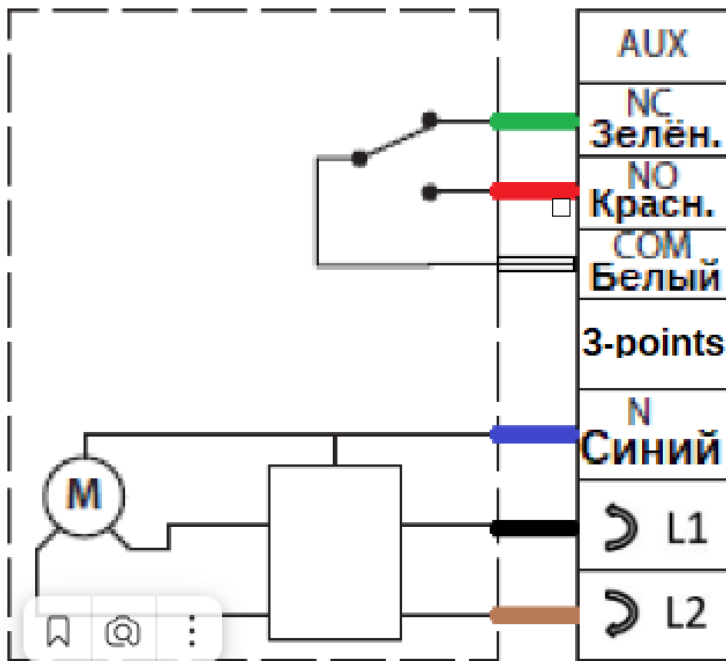 AUX
NC
Зелён.
NO
Красн.
COM
Белый
3-points
N
Синий
M
L1
L2